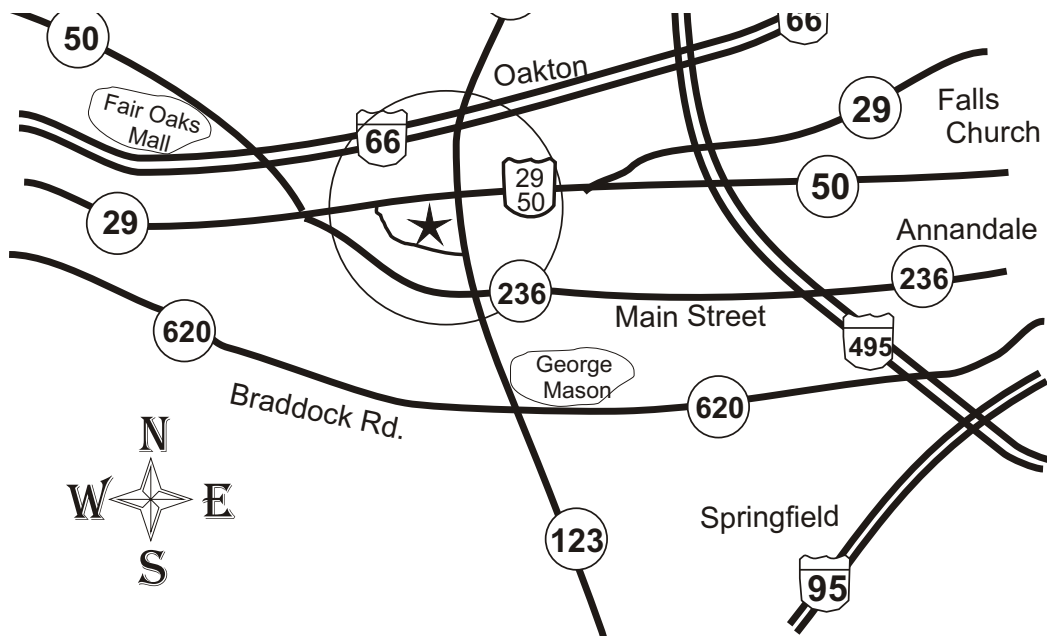 66
50
Oakton
Fair Oaks
Mall
29
Falls
Church
66
29
50
50
29
Annandale
236
236
Main Street
620
495
George
Mason
Braddock Rd.
620
N
W
E
S
Springfield
123
95